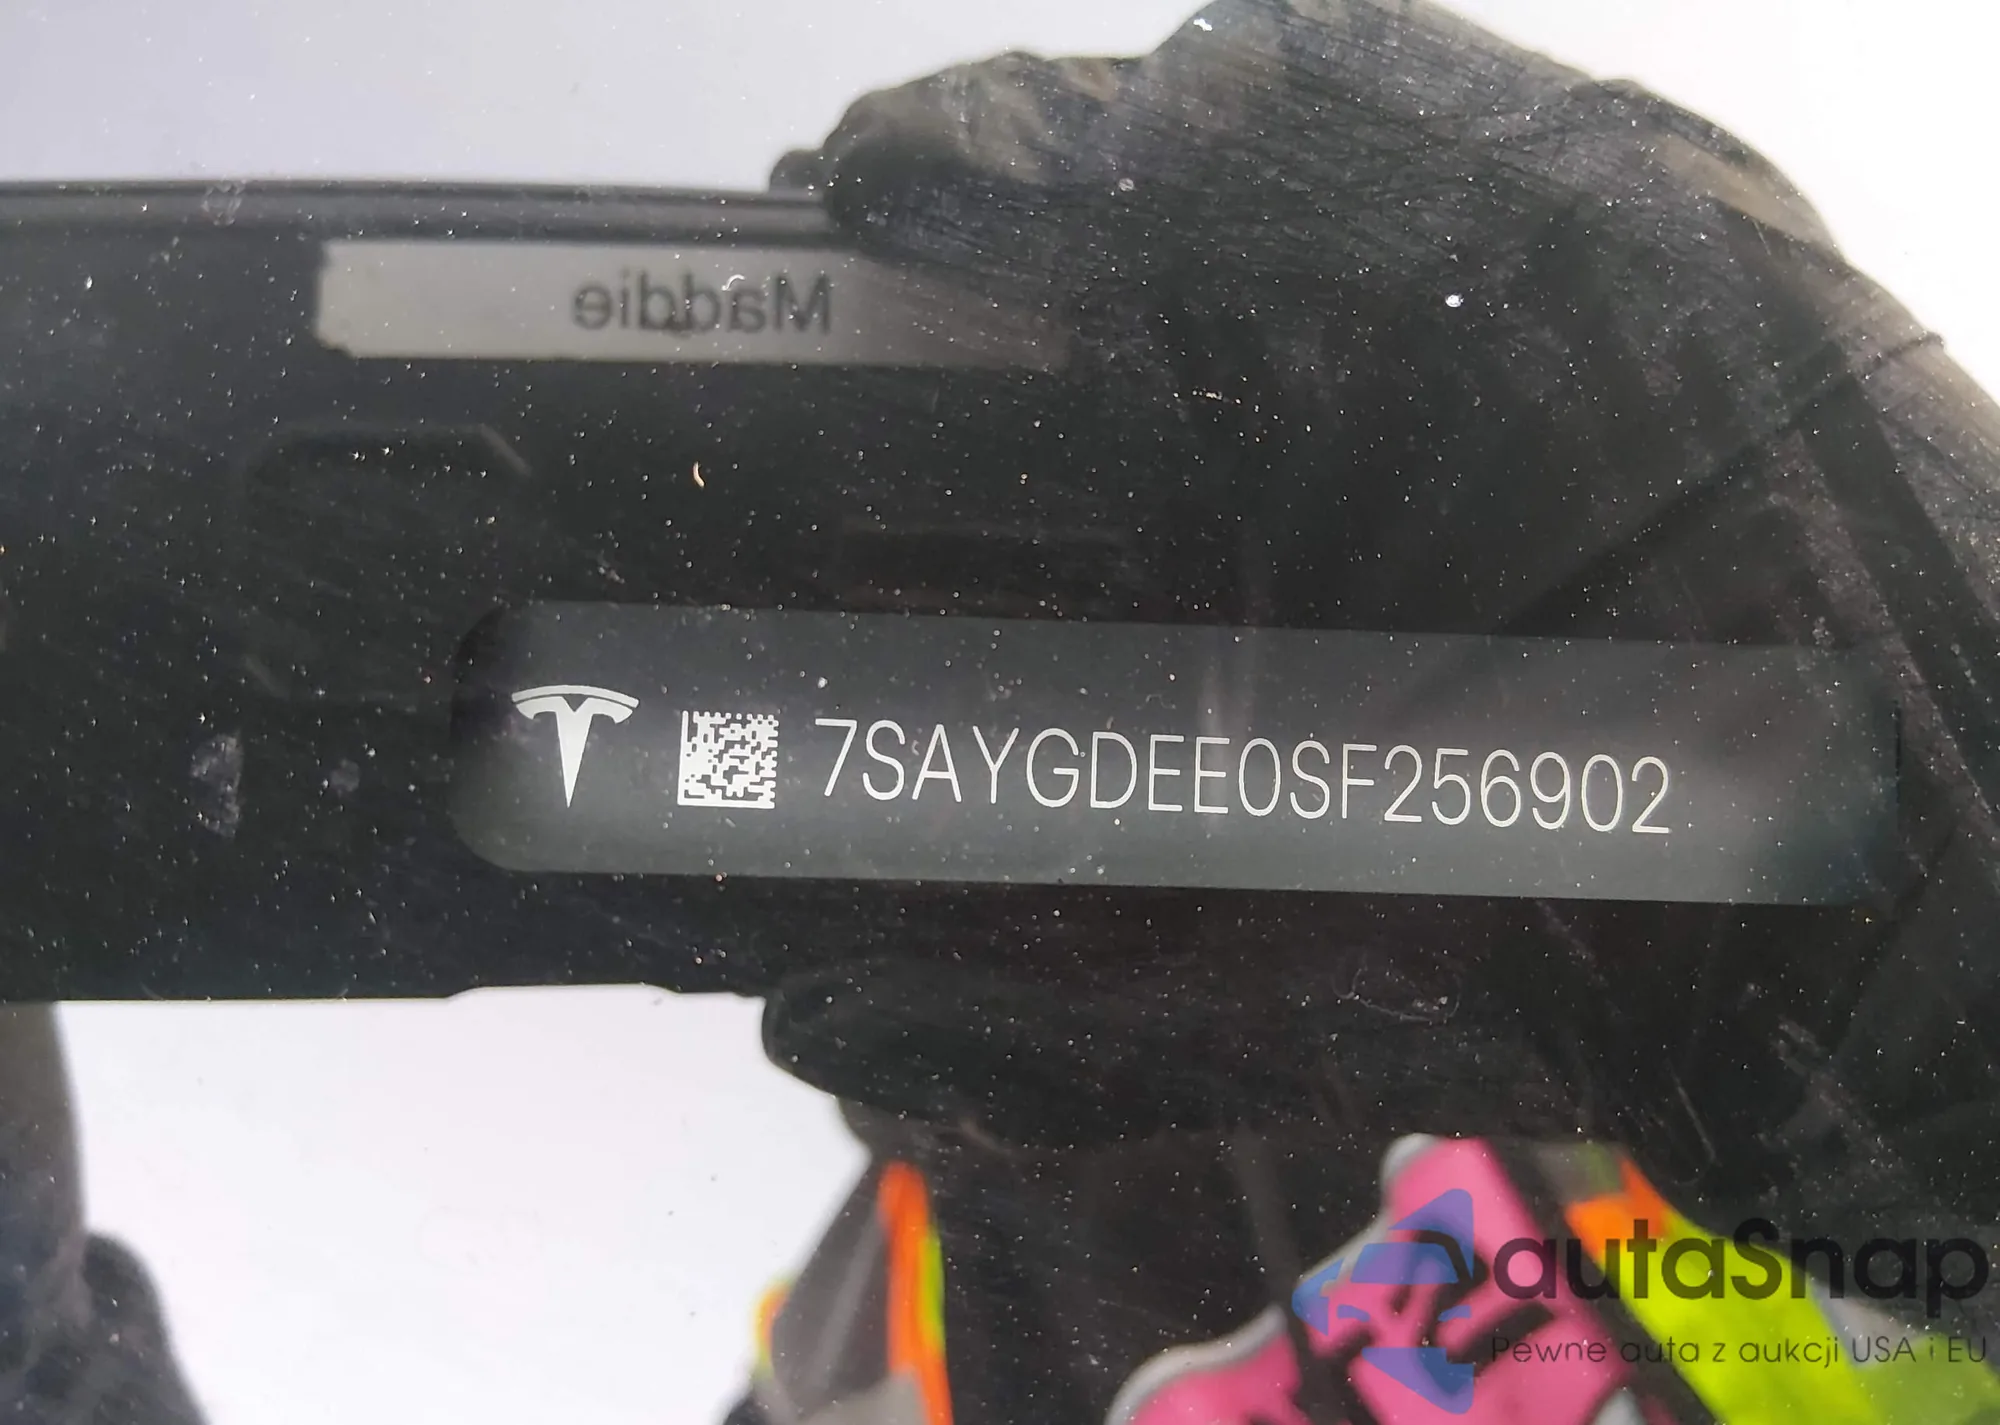 Maddie
7SAYGDEE0SF256902
autaSnap
Pewne auta z aukcji USA i EU